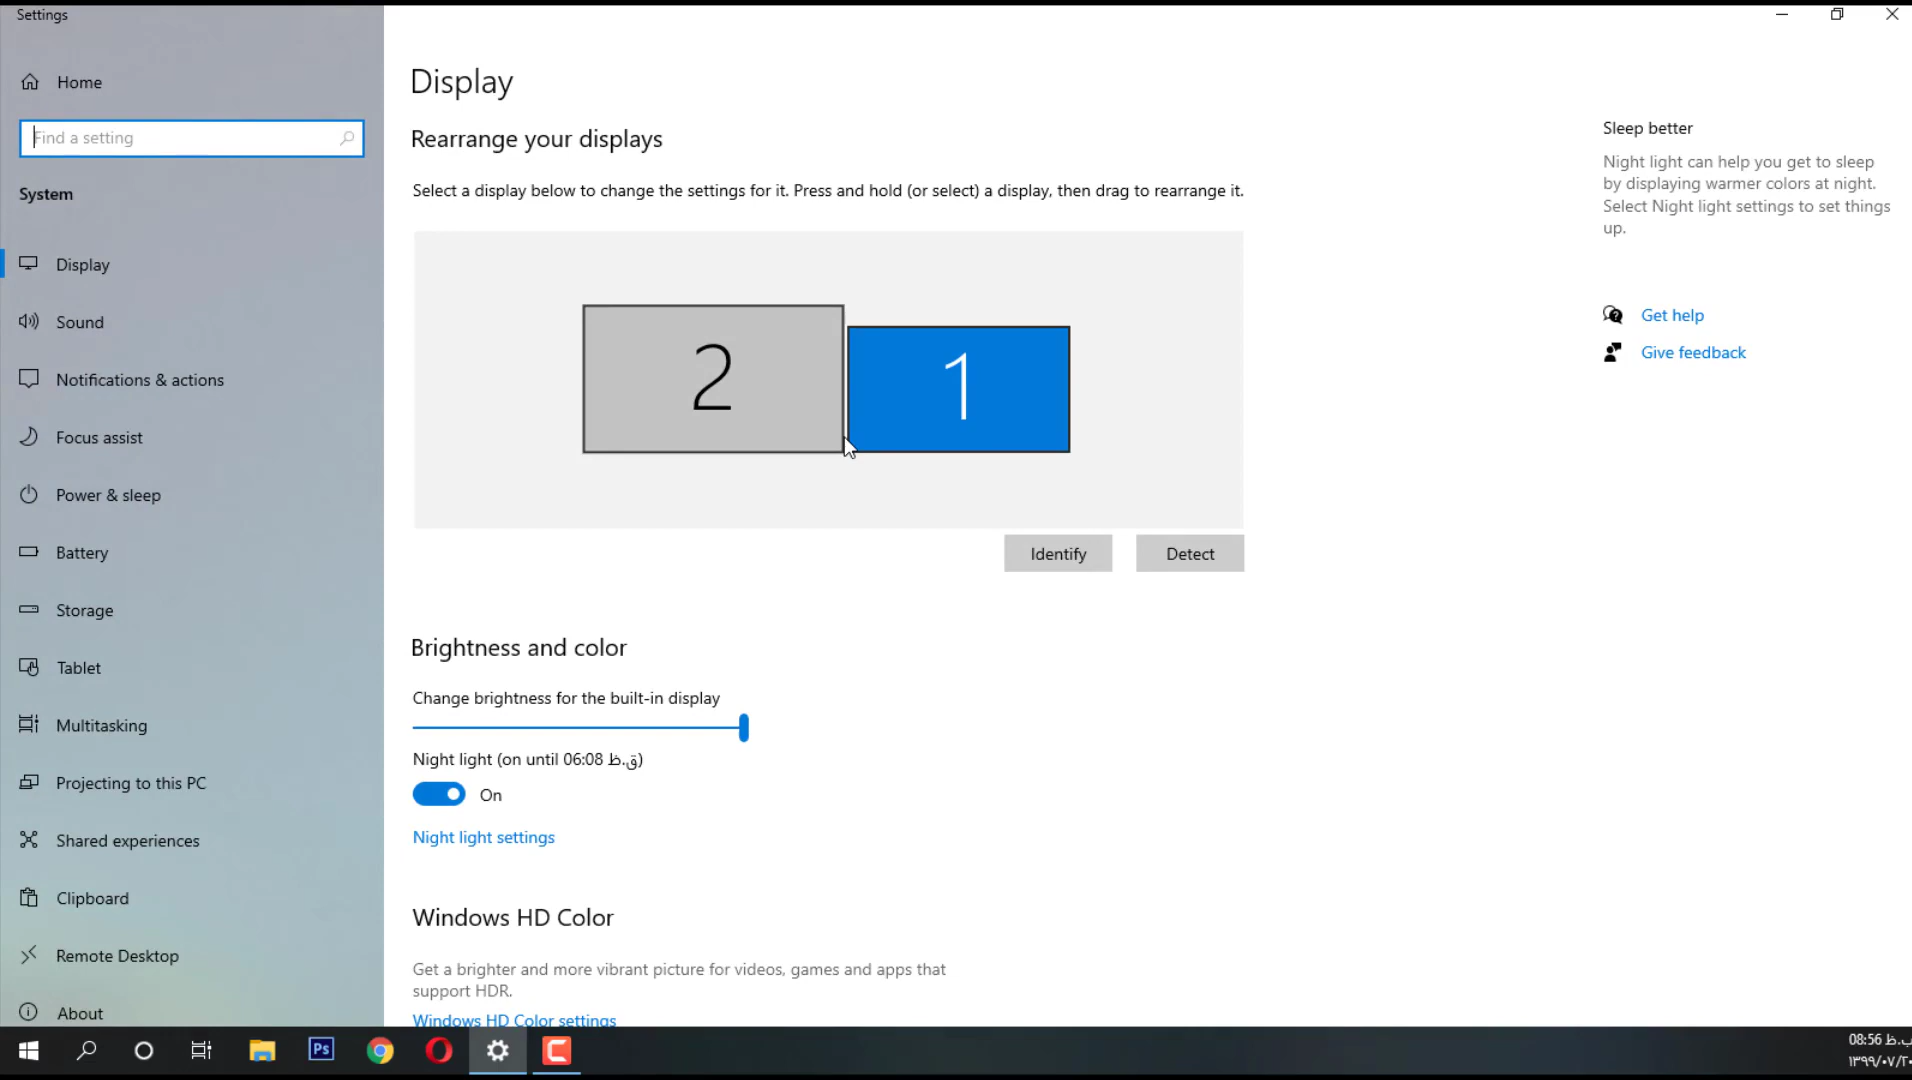 Settings
Home
Find a setting
System
Display
Sound
Notifications & actions
Focus assist
Power & sleep
Battery
Storage
Tablet
Multitasking
Projecting to this PC
Shared experiences
Clipboard
Remote Desktop
About
Display
Rearrange your displays
Select a display below to change the settings for it. Press and hold (or select) a display, then drag to rearrange it.
2
1
Identify
Detect
Brightness and color
Change brightness for the built-in display
Night light (on until 06:08 ق.ظ)
On
Night light settings
Windows HD Color
Get a brighter and more vibrant picture for videos, games and apps that
support HDR.
Windows HD Color settings
Sleep better
Night light can help you get to sleep
by displaying warmer colors at night.
Select Night light settings to set things
up.
Get help
Give feedback
Ps
08:56 ب.ظ